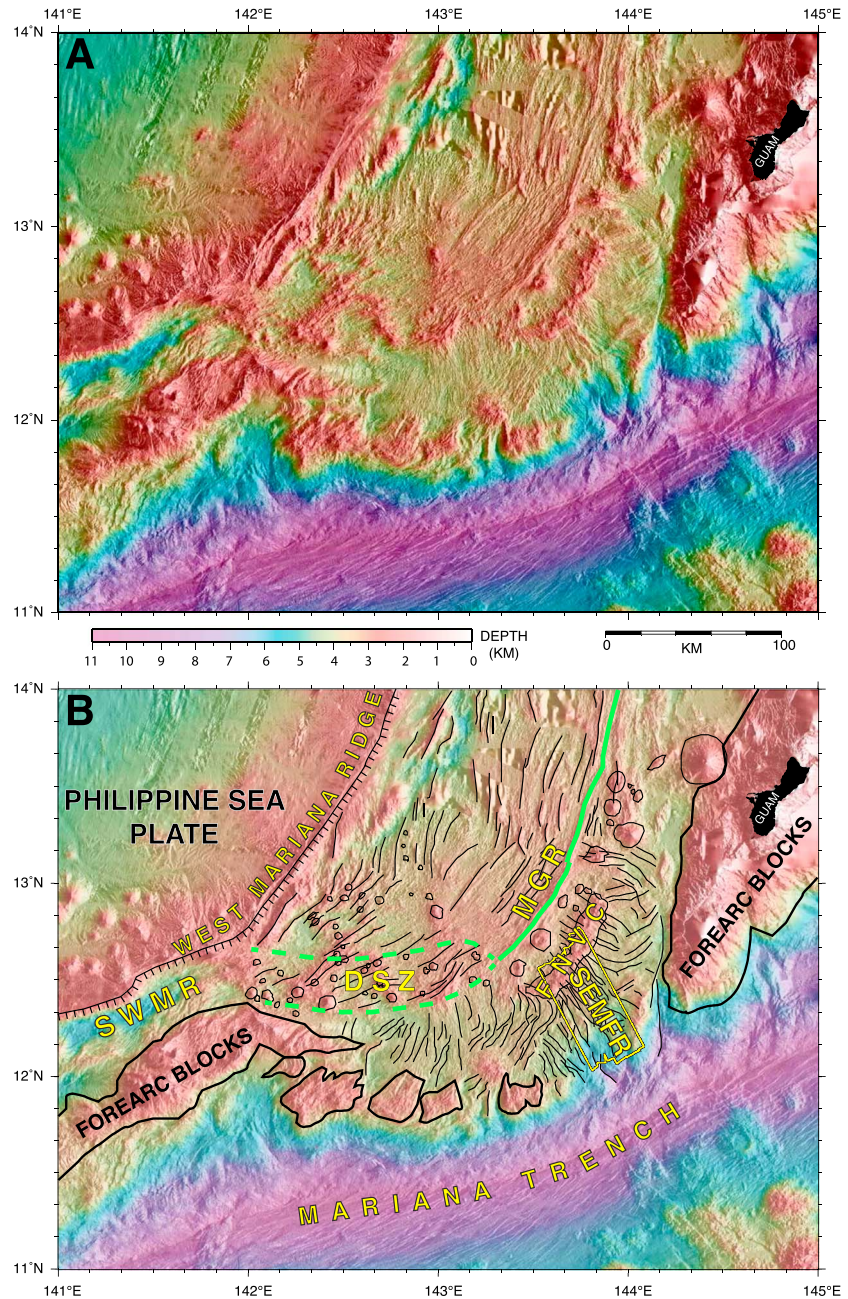 141°E 142°E 143°E 144°E 145°E
14°N
A
GUAM
13°N
12°N
11°N
11 10 9 8 7 6 5 4 3 2 1 0
DEPTH
(KM)
0 KM 100
14°N
B
WEST MARIANA RIDGE
PHILIPPINE SEA
PLATE
GUAM
13°N
MGR
FNVC
FOREARC BLOCKS
DSZ
SWMR
SEMFR
FOREARC BLOCKS
12°N
MARIANA TRENCH
11°N
141°E 142°E 143°E 144°E 145°E